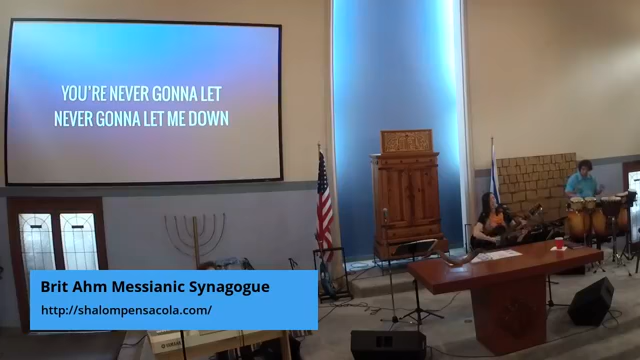 YOU'RE NEVER GONNA LET
NEVER GONNA LET ME DOWN
Brit Ahm Messianic Synagogue
http://shalompensacola.com/